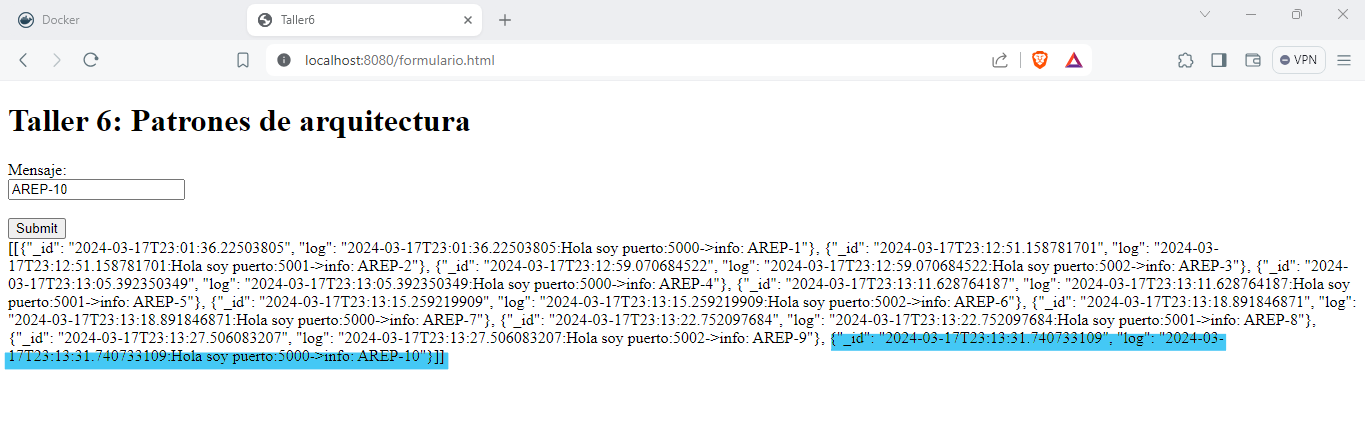 Docker
Taller6
localhost:8080/formulario.html
VPN
Taller 6: Patrones de arquitectura
Mensaje:
AREP-10
Submit
[[{"_id": "2024-03-17T23:01:36.22503805", "log": "2024-03-17T23:01:36.22503805:Hola soy puerto:5000->info: AREP-1"}, {"_id": "2024-03-17T23:12:51.158781701", "log": "2024-03-
17T23:12:51.158781701:Hola soy puerto:5001->info: AREP-2"}, {"_id": "2024-03-17T23:12:59.070684522", "log": "2024-03-17T23:12:59.070684522:Hola soy puerto:5002->info: AREP-3"}, {"_id": "2024-
03-17T23:13:05.392350349", "log": "2024-03-17T23:13:05.392350349:Hola soy puerto:5000->info: AREP-4"}, {"_id": "2024-03-17T23:13:11.628764187", "log": "2024-03-17T23:13:11.628764187:Hola soy
puerto:5001->info: AREP-5"}, {"_id": "2024-03-17T23:13:15.259219909", "log": "2024-03-17T23:13:15.259219909:Hola soy puerto:5002->info: AREP-6"}, {"_id": "2024-03-17T23:13:18.891846871", "log":
"2024-03-17T23:13:18.891846871:Hola soy puerto:5000->info: AREP-7"}, {"_id": "2024-03-17T23:13:22.752097684", "log": "2024-03-17T23:13:22.752097684:Hola soy puerto:5001->info: AREP-8"},
{"_id": "2024-03-17T23:13:27.506083207", "log": "2024-03-17T23:13:27.506083207:Hola soy puerto:5002->info: AREP-9"}, {"_id": "2024-03-17T23:13:31.740733109", "log": "2024-03-
17T23:13:31.740733109:Hola soy puerto:5000->info: AREP-10"}]]